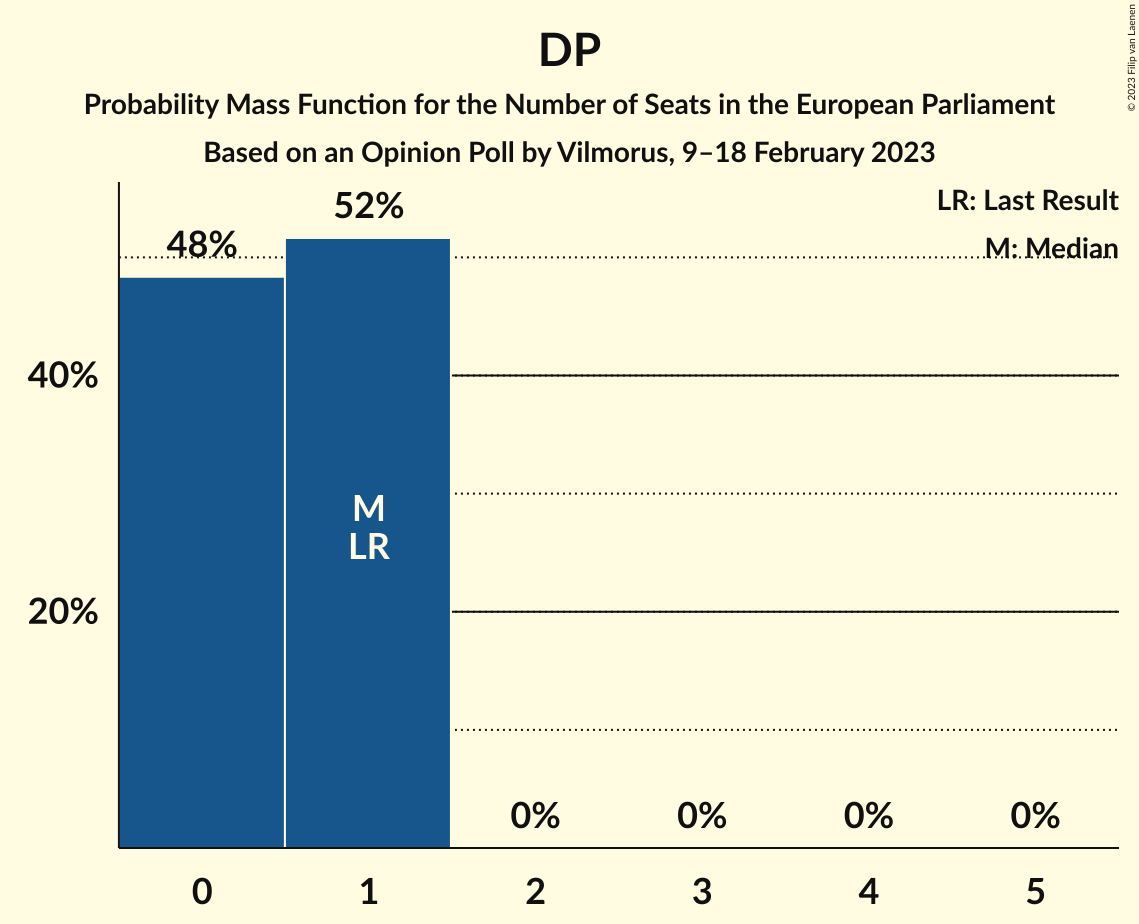 DP
Probability Mass Function for the Number of Seats in the European Parliament
Based on an Opinion Poll by Vilmorus, 9–18 February 2023
© 2023 Filip van Laenen
LR: Last Result
M: Median
48%
52%
40%
20%
M
LR
0%
0%
0%
0%
0
1
2
3
4
5